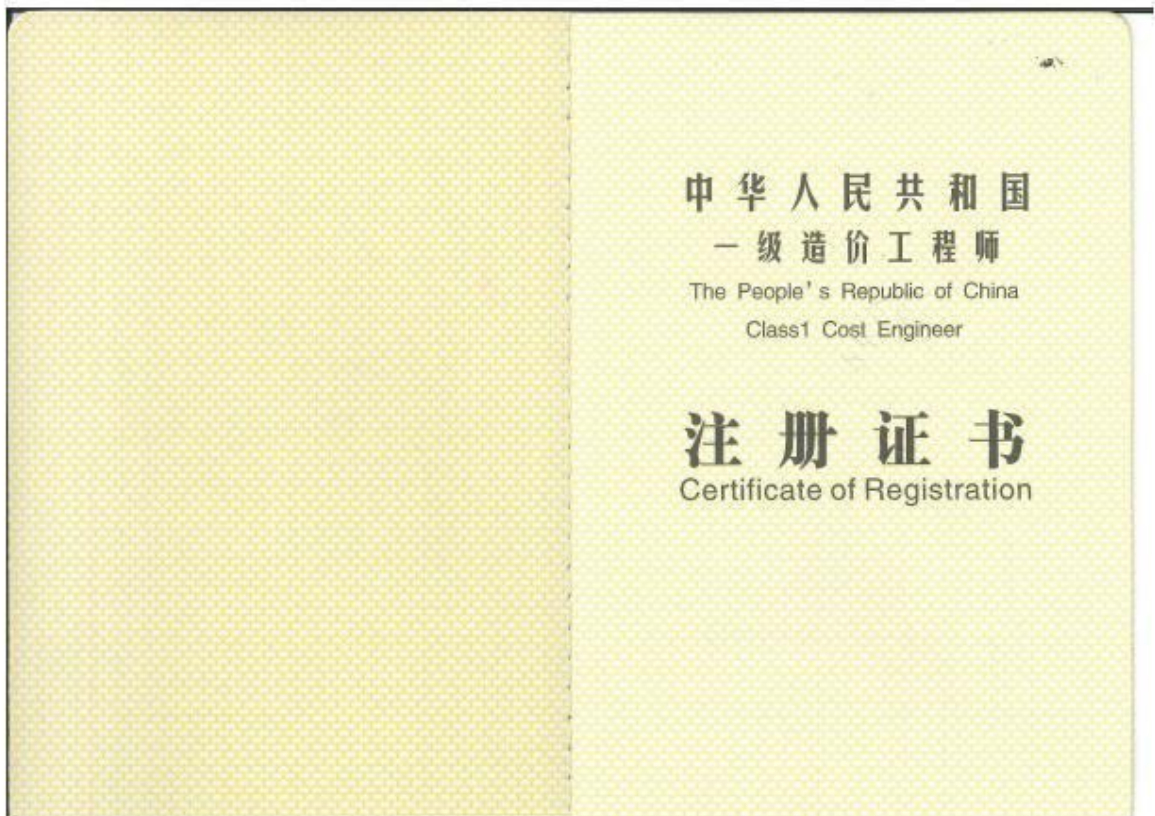 中华人民共和国
一级造价工程师
The People's Republic of China
Class1 Cost Engineer
注册证书
Certificate of Registration